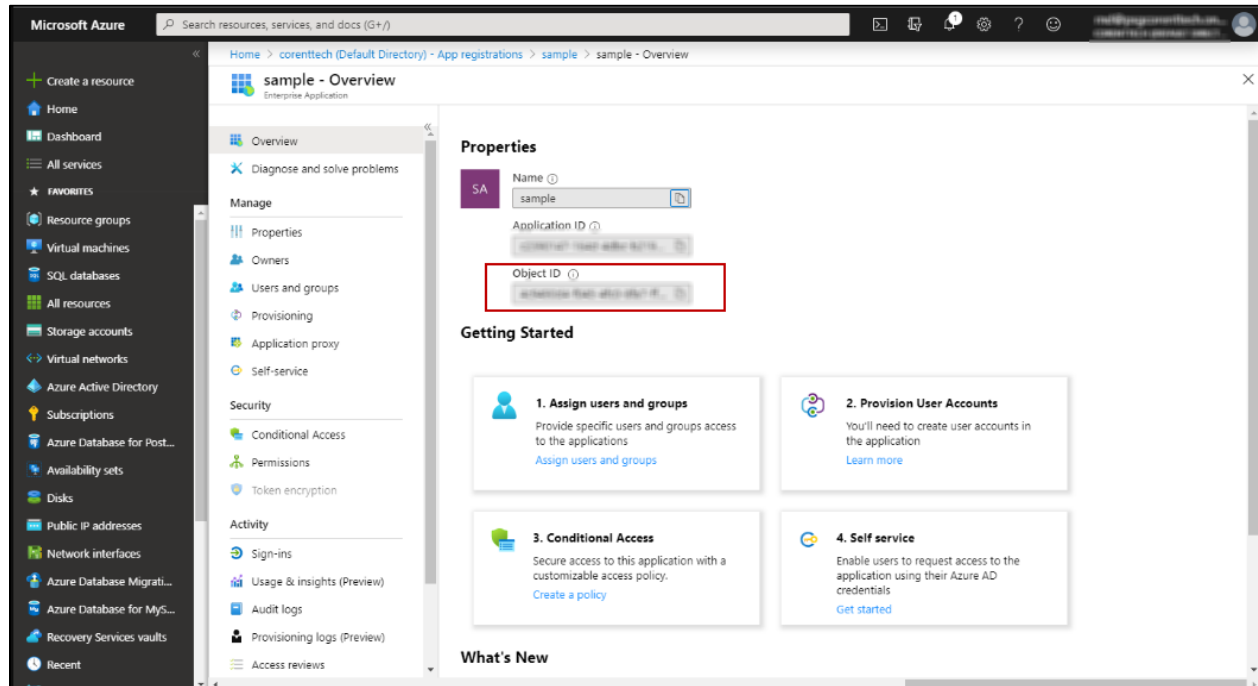 Microsoft Azure
Search resources, services, and docs (G+/)
1
Home > corenttech (Default Directory) - App registrations > sample > sample - Overview
Create a resource
Home
Dashboard
All services
FAVORITES
Resource groups
Virtual machines
SQL databases
All resources
Storage accounts
Virtual networks
Azure Active Directory
Subscriptions
Azure Database for Post...
Availability sets
Disks
Public IP addresses
Network interfaces
Azure Database Migrati...
Azure Database for MyS...
Recovery Services vaults
Recent
sample - Overview
Enterprise Application
Overview
Diagnose and solve problems
Manage
Properties
Owners
Users and groups
Provisioning
Application proxy
Self-service
Security
Conditional Access
Permissions
Token encryption
Activity
Sign-ins
Usage & insights (Preview)
Audit logs
Provisioning logs (Preview)
Access reviews
Properties
SA
Name
sample
Application ID
Object ID
Getting Started
1. Assign users and groups
Provide specific users and groups access
to the applications
Assign users and groups
2. Provision User Accounts
You'll need to create user accounts in
the application
Learn more
3. Conditional Access
Secure access to this application with a
customizable access policy.
Create a policy
4. Self service
Enable users to request access to the
application using their Azure AD
credentials
Get started
What's New